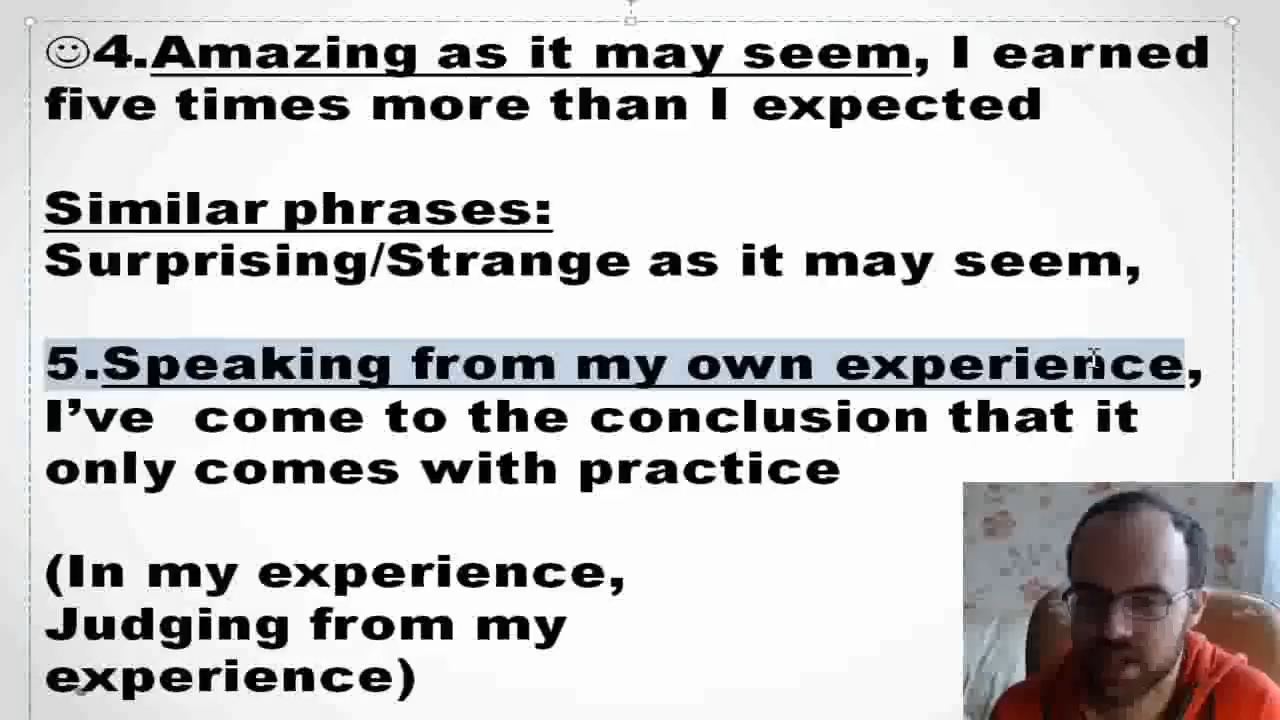 ☺4.Amazing as it may seem, I earned
five times more than I expected
Similar phrases:
Surprising/Strange as it may seem,
5.Speaking from my own experience,
I’ve come to the conclusion that it
only comes with practice
(In my experience,
Judging from my
experience)